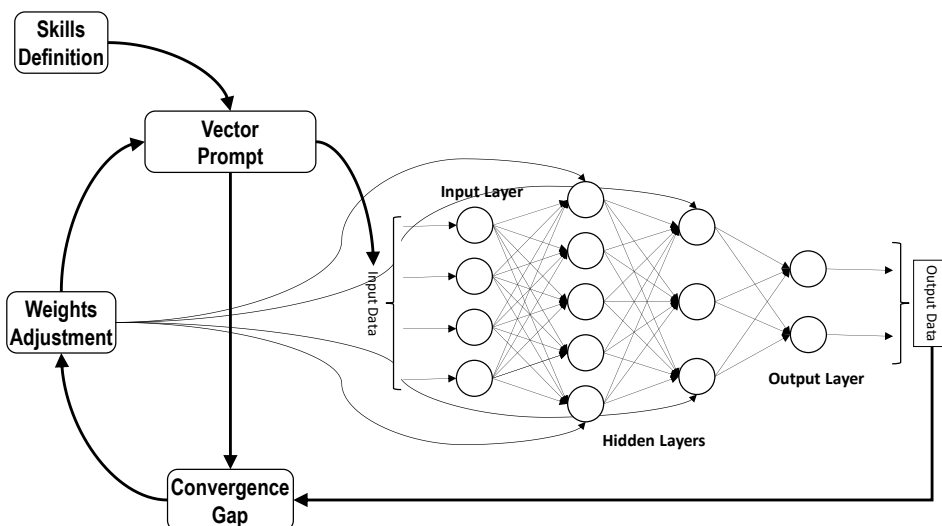 Skills
Definition
Vector
Prompt
Input Layer
Input Data
Weights
Adjustment
Output Data
Output Layer
Hidden Layers
Convergence
Gap